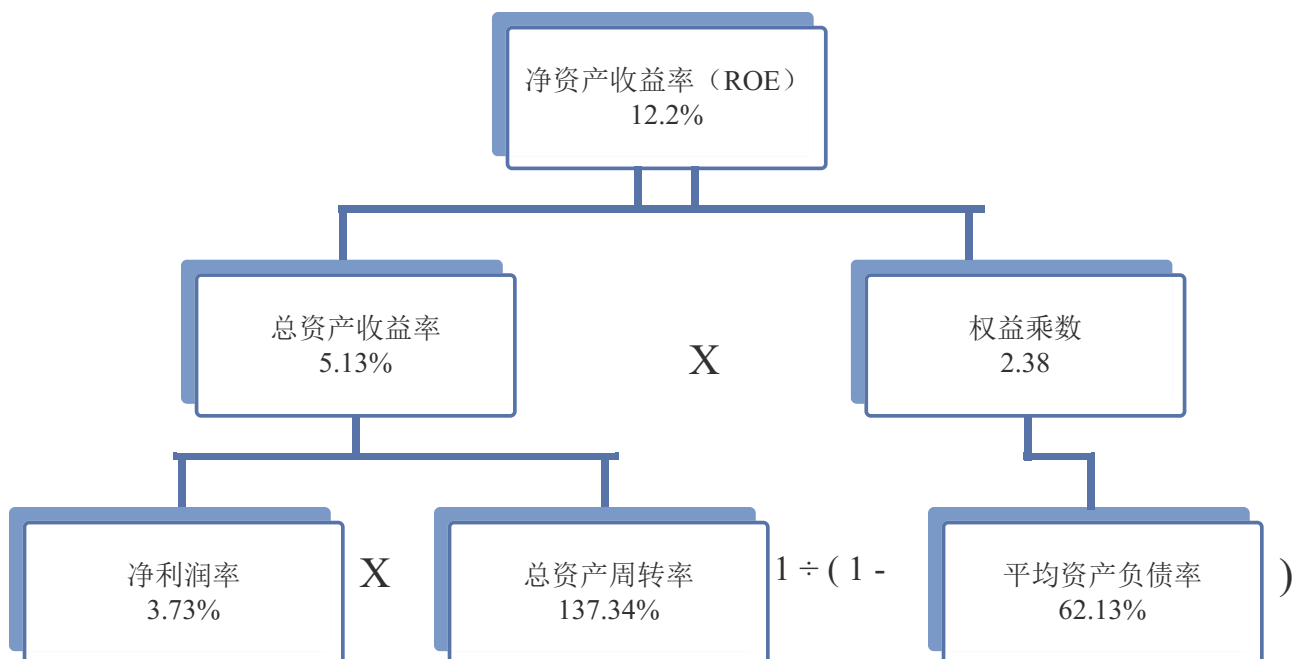 净资产收益率（ROE）
12.2%
总资产收益率
5.13%
X
权益乘数
2.38
净利润率
3.73%
X
总资产周转率
137.34%
1 ÷ ( 1 -
平均资产负债率
62.13%
)